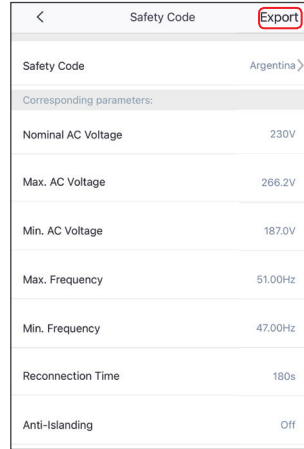 < Safety Code Export
Safety Code Argentina >
Corresponding parameters:
Nominal AC Voltage 230V
Max. AC Voltage 266.2V
Min. AC Voltage 187.0V
Max. Frequency 51.00Hz
Min. Frequency 47.00Hz
Reconnection Time 180s
Anti-Islanding Off